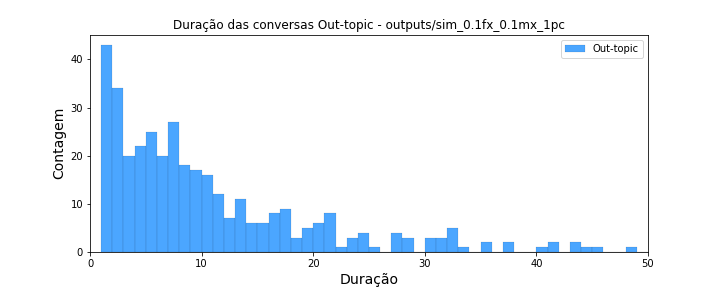 Duração das conversas Out-topic - outputs/sim_0.1fx_0.1mx_1pc
Out-topic
Contagem
40
30
20
10
0
0 10 20 30 40 50
Duração